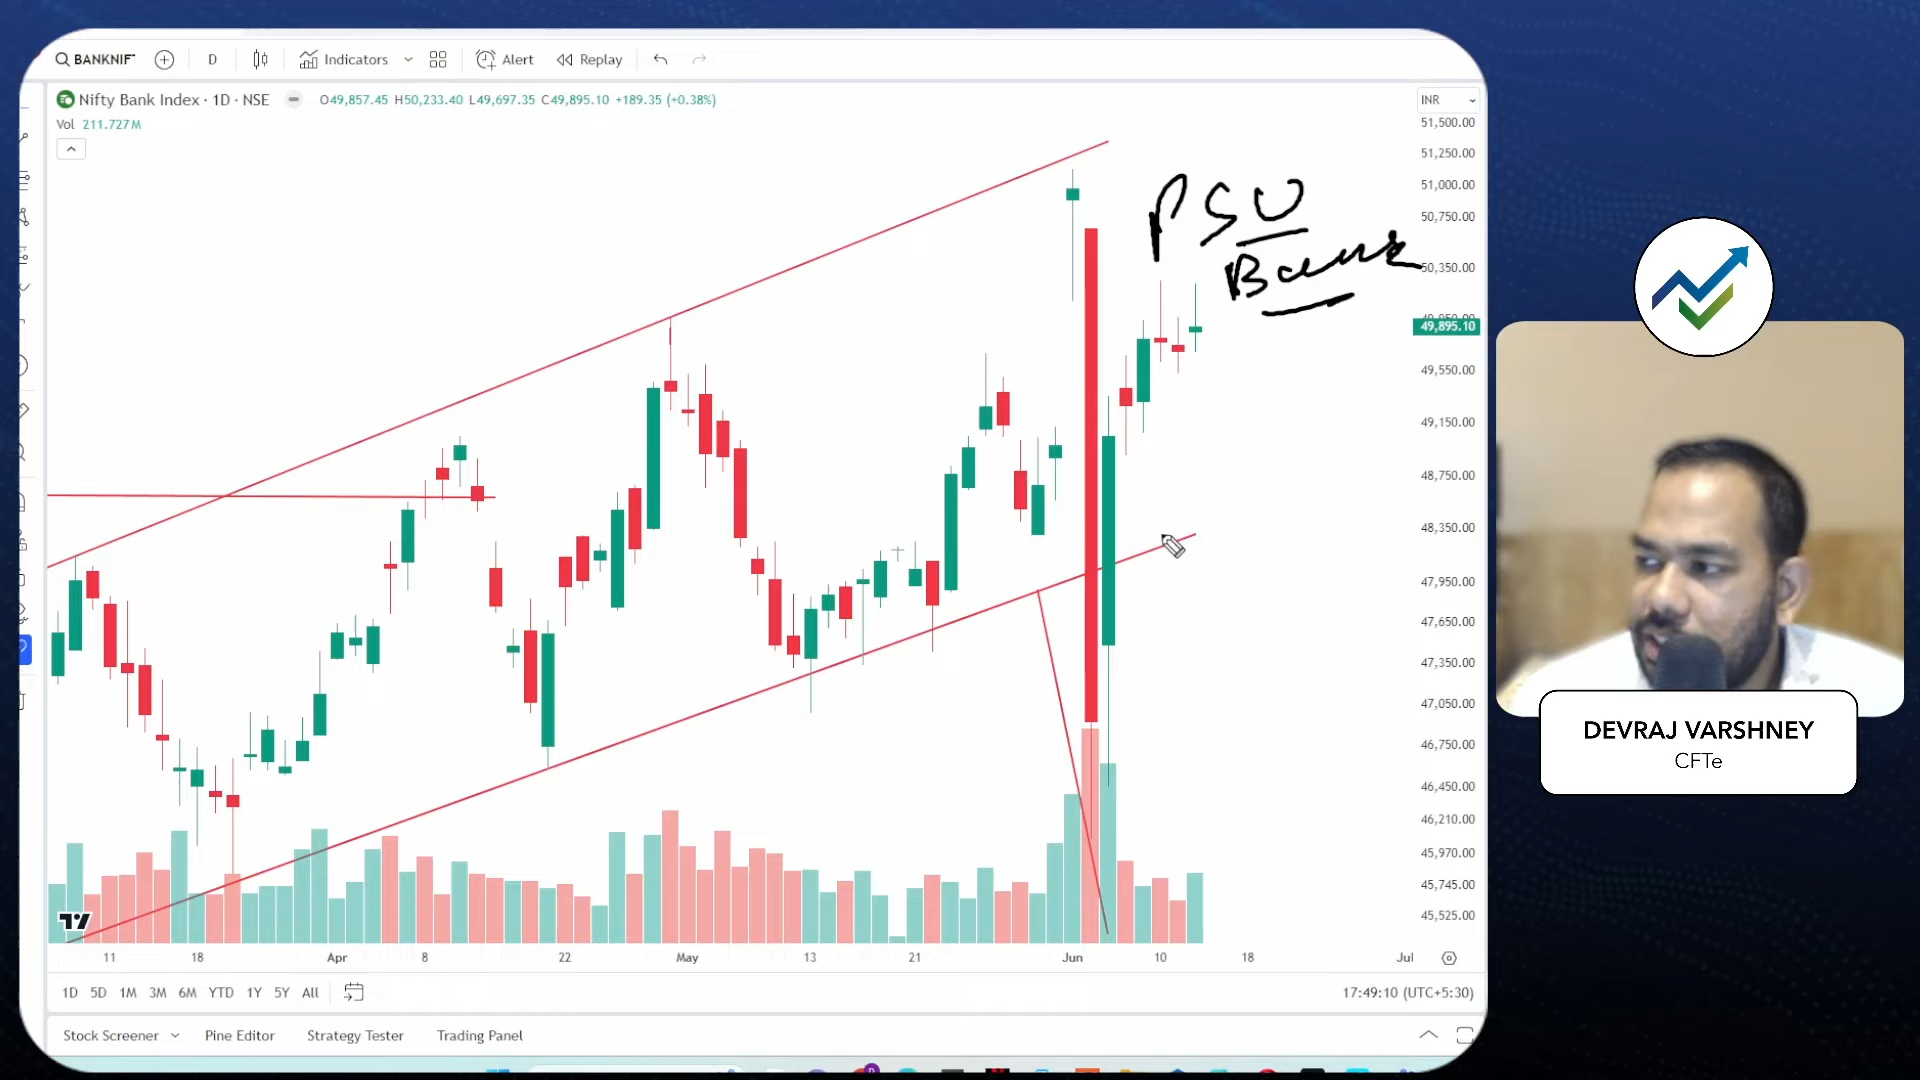 BANKNIF
D
Indicators
Alert
Replay
Nifty Bank Index · 1D · NSE
O49,857.45 H50,233.40 L49,697.35 C49,895.10 +189.35 (+0.38%)
INR
Vol 211.727M
51,500.00
51,250.00
51,000.00
50,750.00
50,350.00
49,895.10
49,550.00
49,150.00
48,750.00
48,350.00
47,950.00
47,650.00
47,350.00
47,050.00
46,750.00
46,450.00
46,210.00
45,970.00
45,745.00
45,525.00
PSU
Bank
11 18 Apr 8 22 May 13 21 Jun 10 18 Jul
1D 5D 1M 3M 6M YTD 1Y 5Y All
17:49:10 (UTC+5:30)
Stock Screener
Pine Editor
Strategy Tester
Trading Panel
DEVRAJ VARSHNEY
CFTe